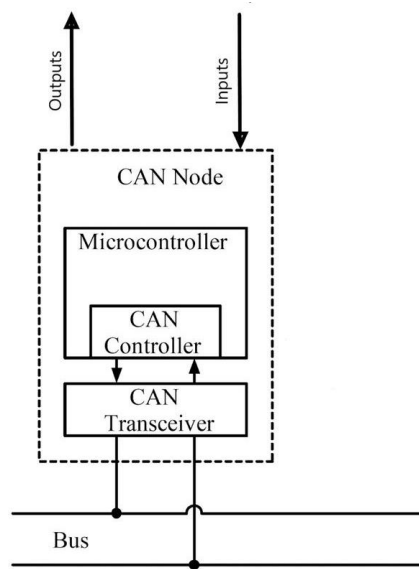 Outputs
Inputs
CAN Node
Microcontroller
CAN
Controller
CAN
Transceiver
Bus